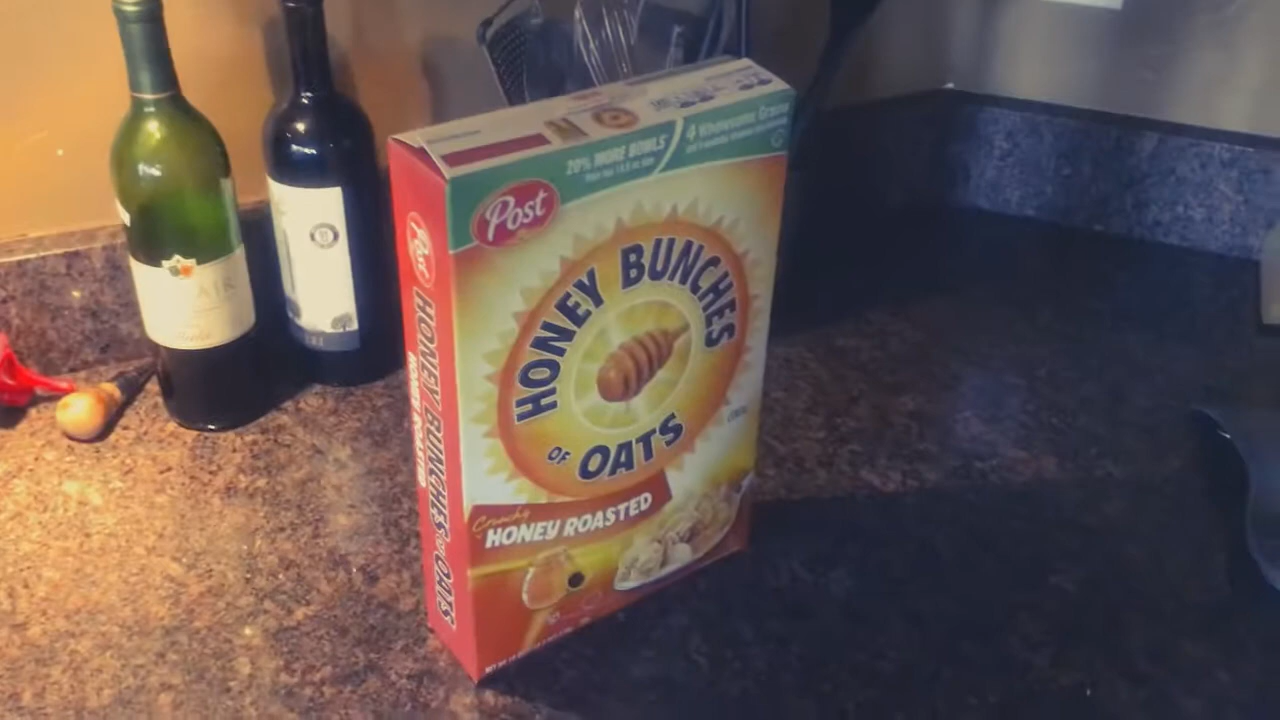 20% MORE BOWLS
4 Wholesome Grains
Post
HONEY BUNCHES
OF OATS
Crunchy
HONEY ROASTED
Post
HONEY BUNCHES OF OATS
HONEY ROASTED